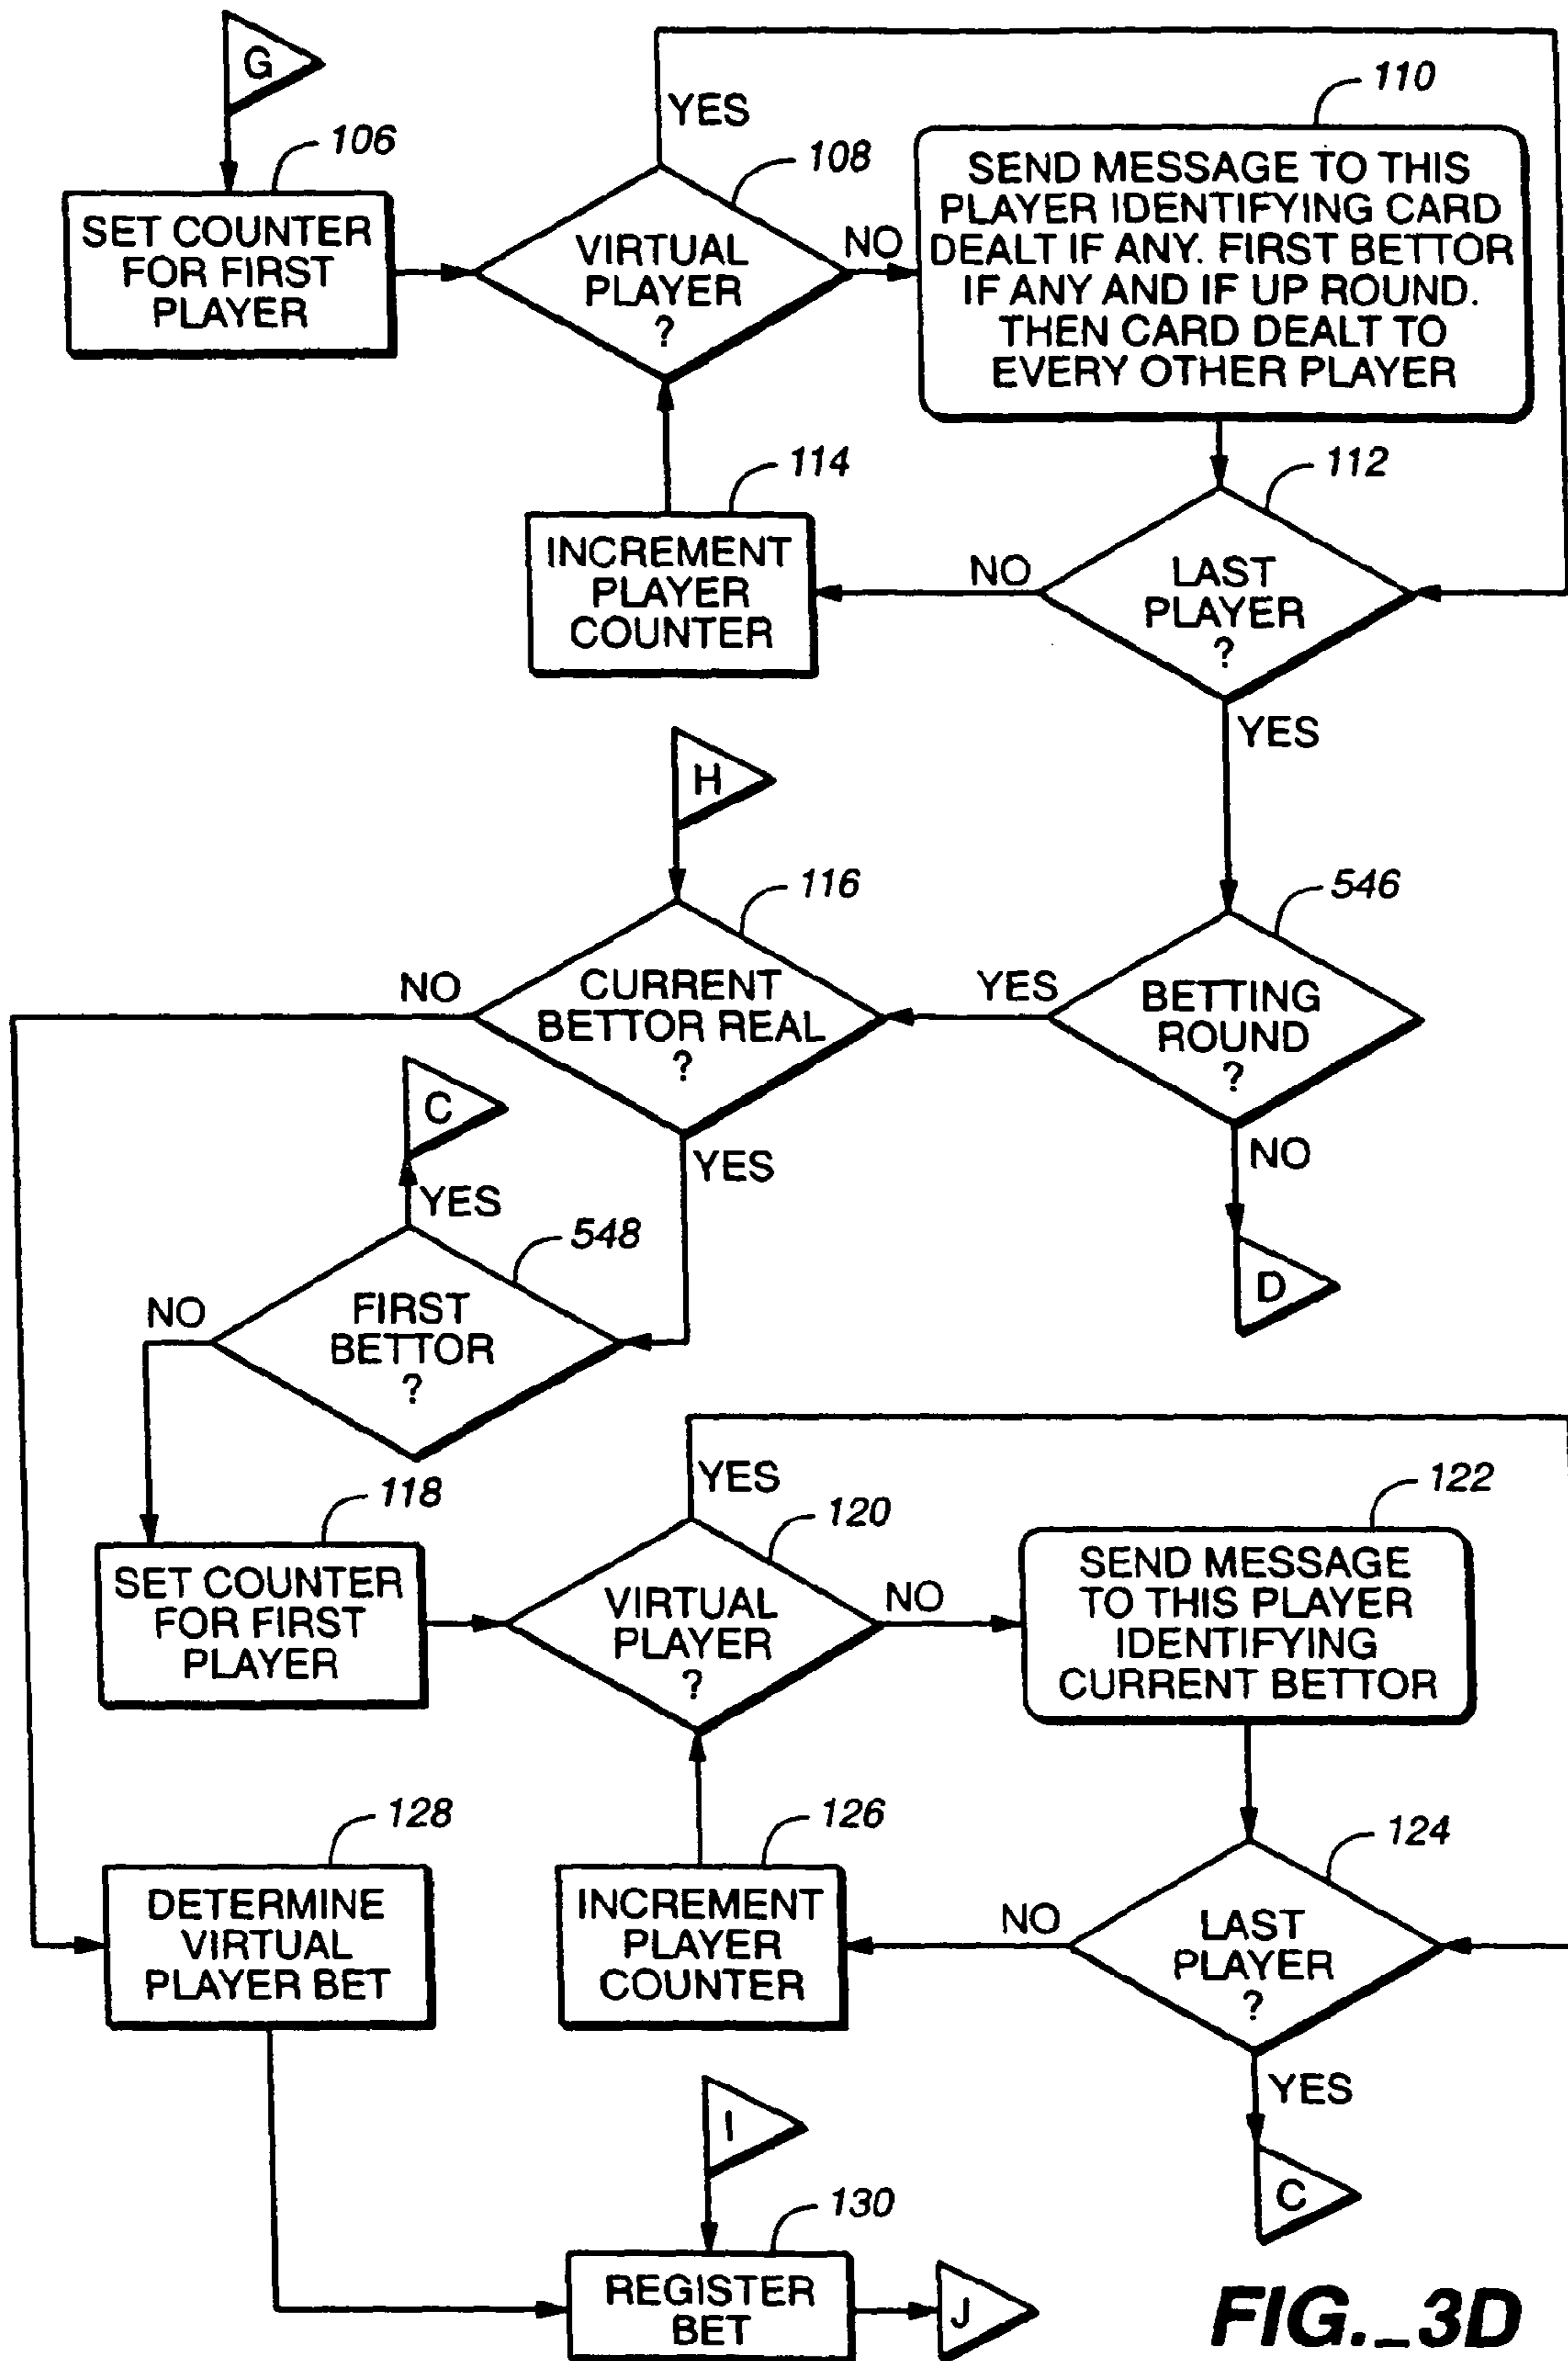 G
106
SET COUNTER
FOR FIRST
PLAYER
YES
108
VIRTUAL
PLAYER
?
NO
110
SEND MESSAGE TO THIS
PLAYER IDENTIFYING CARD
DEALT IF ANY. FIRST BETTOR
IF ANY AND IF UP ROUND.
THEN CARD DEALT TO
EVERY OTHER PLAYER
114
INCREMENT
PLAYER
COUNTER
NO
112
LAST
PLAYER
?
YES
H
116
CURRENT
BETTOR REAL
?
NO
YES
YES
546
BETTING
ROUND
?
NO
D
C
YES
548
FIRST
BETTOR
?
NO
118
SET COUNTER
FOR FIRST
PLAYER
YES
120
VIRTUAL
PLAYER
?
NO
122
SEND MESSAGE
TO THIS PLAYER
IDENTIFYING
CURRENT BETTOR
128
DETERMINE
VIRTUAL
PLAYER BET
126
INCREMENT
PLAYER
COUNTER
NO
124
LAST
PLAYER
?
YES
C
I
130
REGISTER
BET
J
FIG._3D